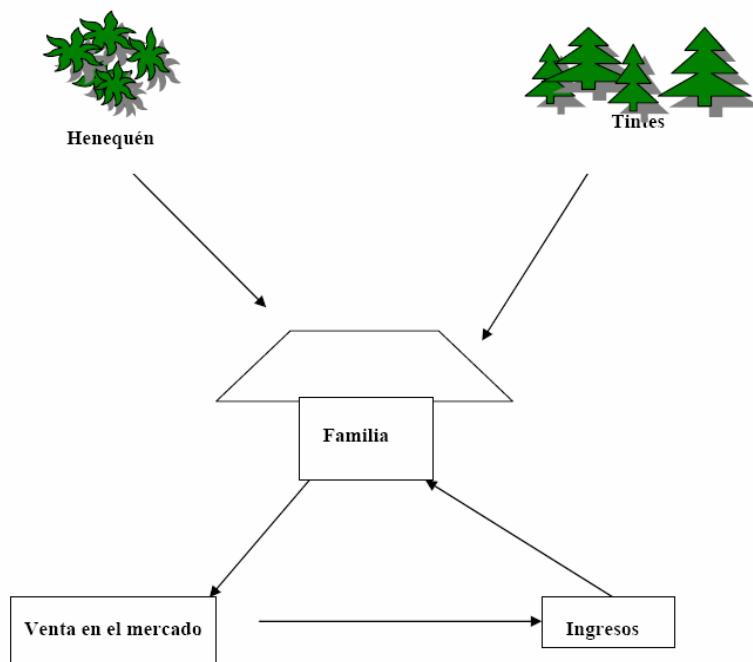 Henequén
Tintes
Familia
Venta en el mercado
Ingresos